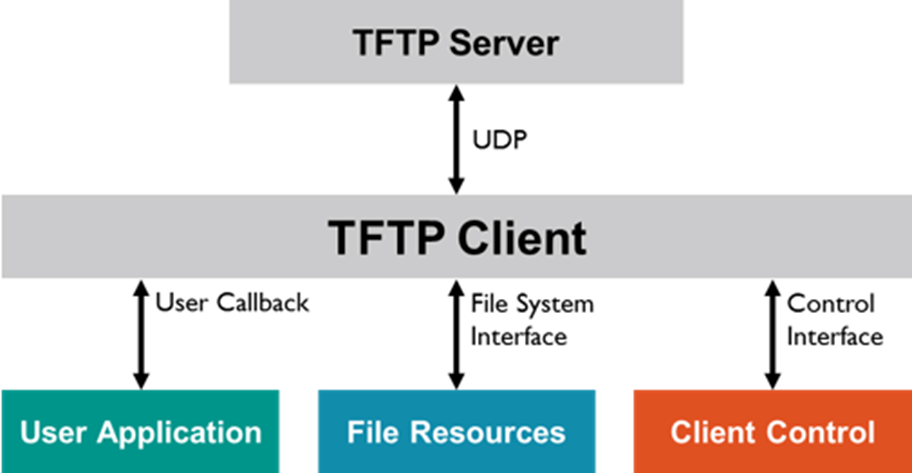 TFTP Server
UDP
TFTP Client
User Callback
File System
Interface
Control
Interface
User Application
File Resources
Client Control